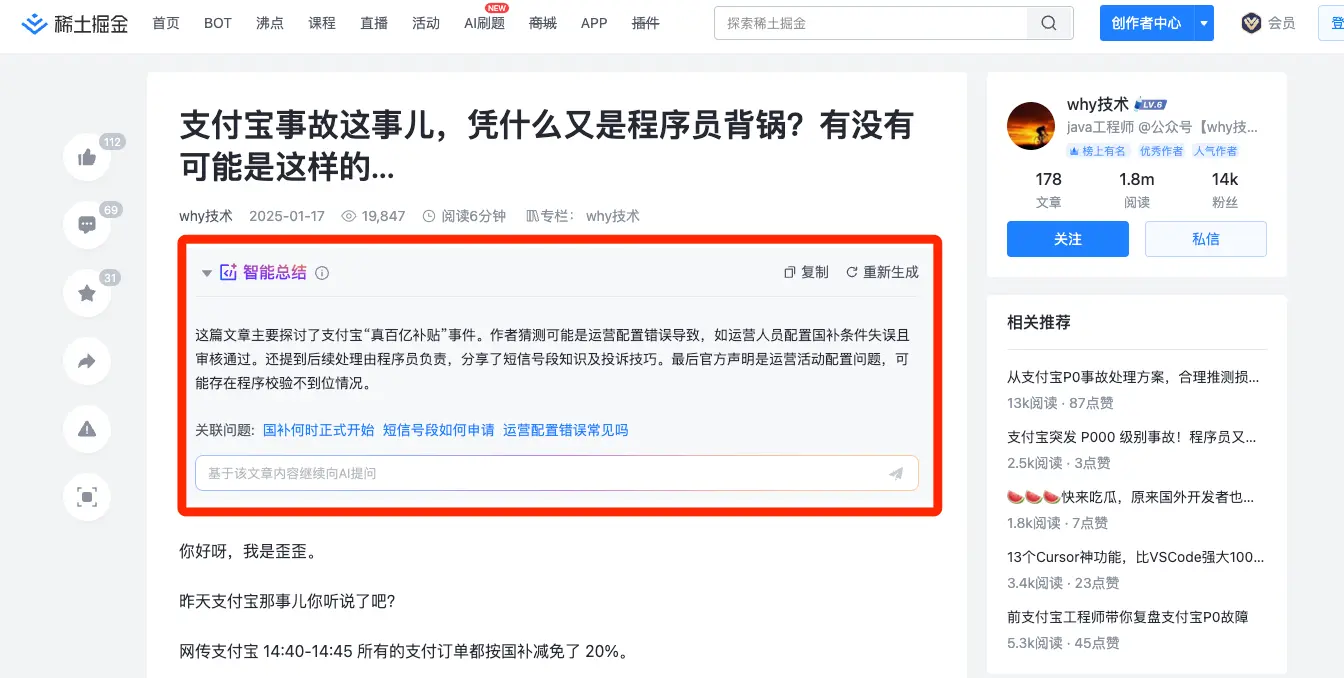 稀土掘金 首页 BOT 沸点 课程 直播 活动 AI刷题 NEW 商城 APP 插件 探索稀土掘金 创作者中心 会员
支付宝事故这事儿，凭什么又是程序员背锅？有没有
可能是这样的...
why技术 2025-01-17 19,847 阅读6分钟 专栏： why技术
112
69
31
智能总结 复制 重新生成
这篇文章主要探讨了支付宝“真百亿补贴”事件。作者猜测可能是运营配置错误导致，如运营人员配置国补条件失误且
审核通过。还提到后续处理由程序员负责，分享了短信号段知识及投诉技巧。最后官方声明是运营活动配置问题，可
能存在程序校验不到位情况。
关联问题: 国补何时正式开始 短信号段如何申请 运营配置错误常见吗
基于该文章内容继续向AI提问
你好呀，我是歪歪。
昨天支付宝那事儿你听说了吧？
网传支付宝 14:40-14:45 所有的支付订单都按国补减免了 20%。
why技术 LV.6
java工程师 @公众号【why技...
榜上有名 优秀作者 人气作者
178 1.8m 14k
文章 阅读 粉丝
关注 私信
相关推荐
从支付宝P0事故处理方案，合理推测损...
13k阅读 · 87点赞
支付宝突发 P000 级别事故！程序员又...
2.5k阅读 · 3点赞
🍉🍉🍉快来吃瓜，原来国外开发者也...
1.8k阅读 · 7点赞
13个Cursor神功能，比VSCode强大100...
3.4k阅读 · 23点赞
前支付宝工程师带你复盘支付宝P0故障
5.3k阅读 · 45点赞